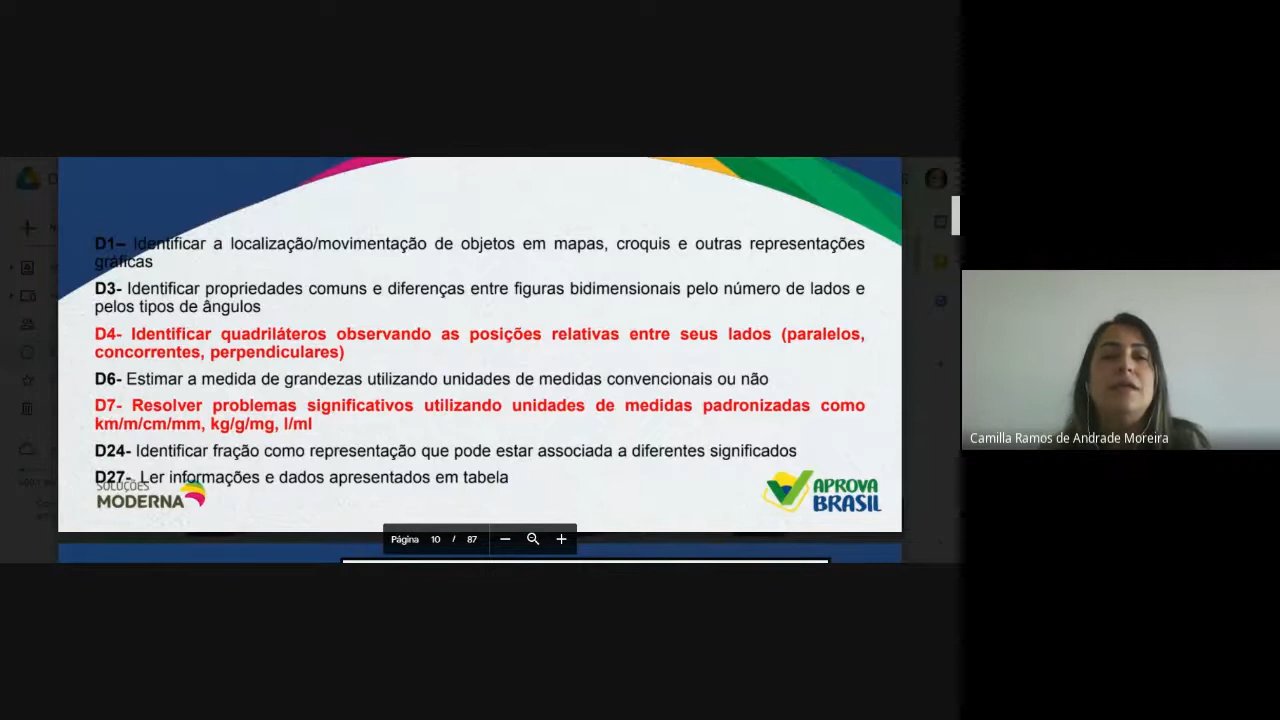 D1– Identificar a localização/movimentação de objetos em mapas, croquis e outras representações
gráficas
D3- Identificar propriedades comuns e diferenças entre figuras bidimensionais pelo número de lados e
pelos tipos de ângulos
D4- Identificar quadriláteros observando as posições relativas entre seus lados (paralelos,
concorrentes, perpendiculares)
D6- Estimar a medida de grandezas utilizando unidades de medidas convencionais ou não
D7- Resolver problemas significativos utilizando unidades de medidas padronizadas como
km/m/cm/mm, kg/g/mg, l/ml
D24- Identificar fração como representação que pode estar associada a diferentes significados
D27- Ler informações e dados apresentados em tabela
SOLUÇÕES
MODERNA
APROVA
BRASIL
Página 10 / 87
Camilla Ramos de Andrade Moreira